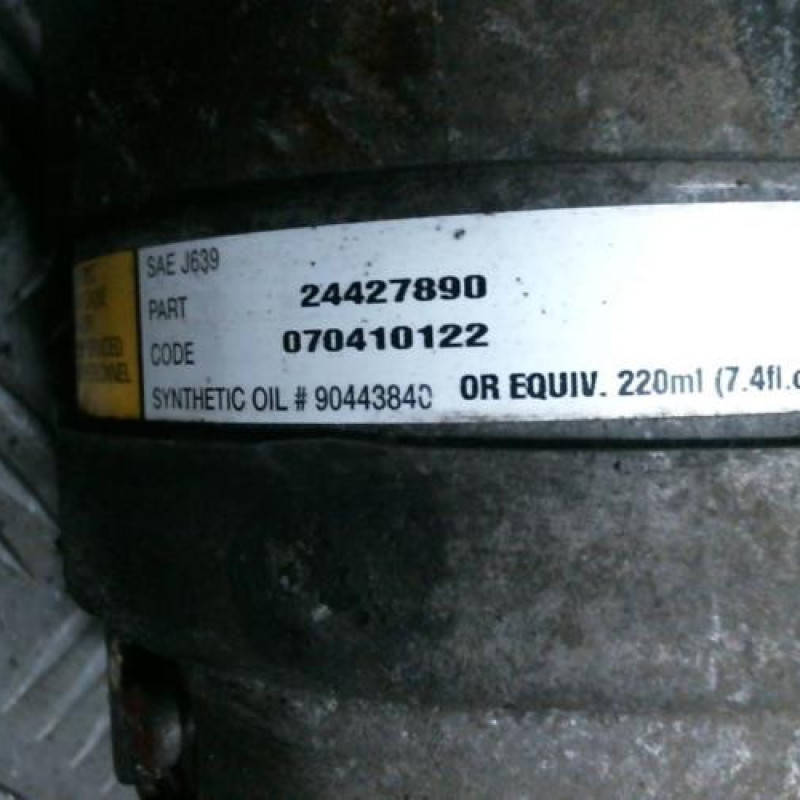 SAE J639
PART 24427890
CODE 070410122
SYNTHETIC OIL # 90443840 OR EQUIV. 220ml (7.4fl.